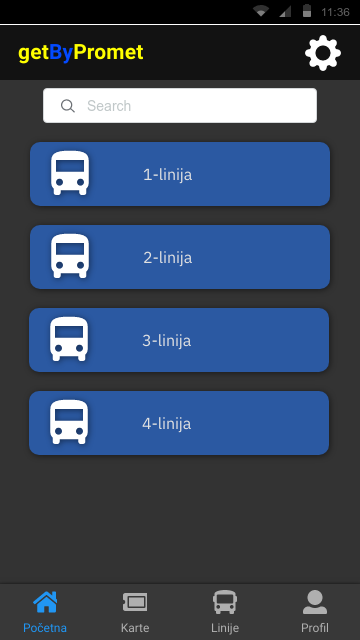 11:36
getByPromet
Search
1-linija
2-linija
3-linija
4-linija
Početna Karte Linije Profil